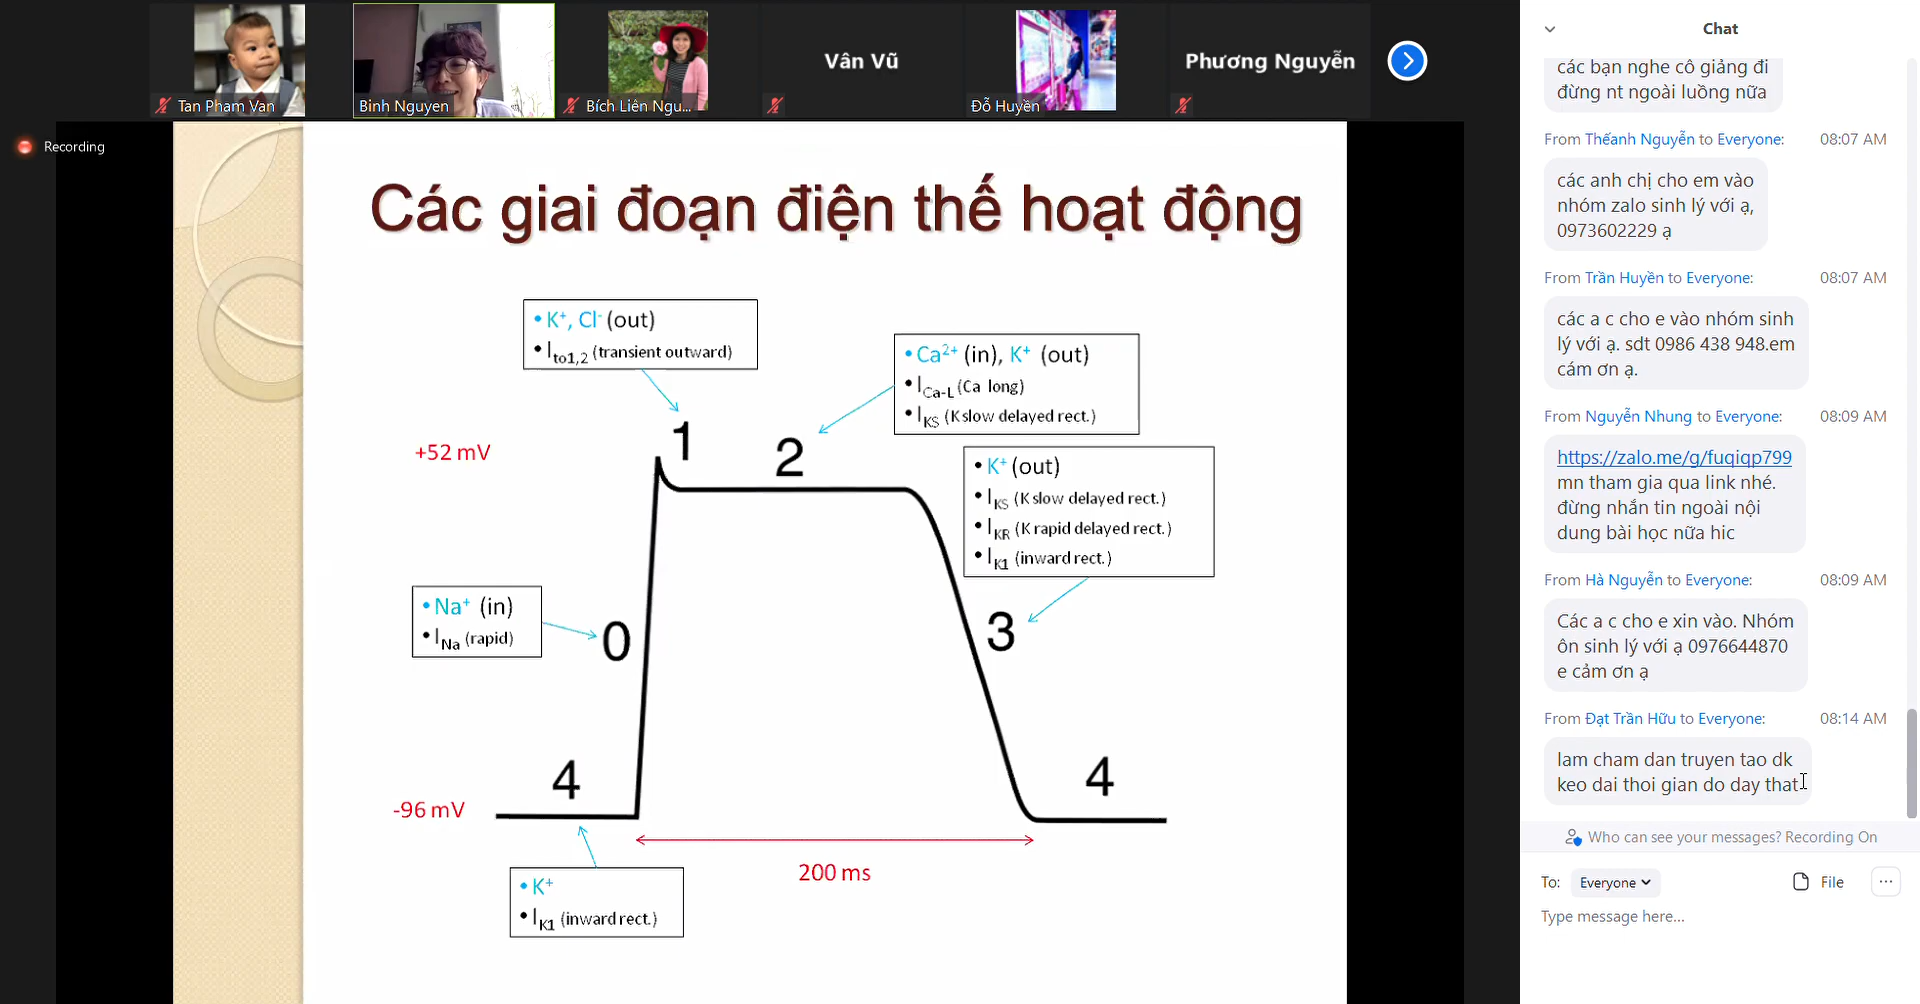 Tan Pham Van
Binh Nguyen
Bích Liên Ngu...
Vân Vũ
Đỗ Huyền
Phương Nguyễn
Recording
Các giai đoạn điện thế hoạt động
• K⁺, Cl⁻ (out)
• Ito1,2 (transient outward)
• Ca²⁺ (in), K⁺ (out)
• ICa-L (Ca long)
• IKS (K slow delayed rect.)
+52 mV
1
2
• K⁺ (out)
• IKS (K slow delayed rect.)
• IKR (K rapid delayed rect.)
• IK1 (inward rect.)
• Na⁺ (in)
• INa (rapid)
0
3
4
4
-96 mV
200 ms
• K⁺
• IK1 (inward rect.)
Chat
các bạn nghe cô giảng đi
đừng nt ngoài luồng nữa
From Thếanh Nguyễn to Everyone: 08:07 AM
các anh chị cho em vào
nhóm zalo sinh lý với ạ,
0973602229 ạ
From Trần Huyền to Everyone: 08:07 AM
các a c cho e vào nhóm sinh
lý với ạ. sdt 0986 438 948.em
cám ơn ạ.
From Nguyễn Nhung to Everyone: 08:09 AM
https://zalo.me/g/fuqiqp799
mn tham gia qua link nhé.
đừng nhắn tin ngoài nội
dung bài học nữa hic
From Hà Nguyễn to Everyone: 08:09 AM
Các a c cho e xin vào. Nhóm
ôn sinh lý với ạ 0976644870
e cảm ơn ạ
From Đạt Trần Hữu to Everyone: 08:14 AM
lam cham dan truyen tao dk
keo dai thoi gian do day that
Who can see your messages? Recording On
To: Everyone File ...
Type message here...